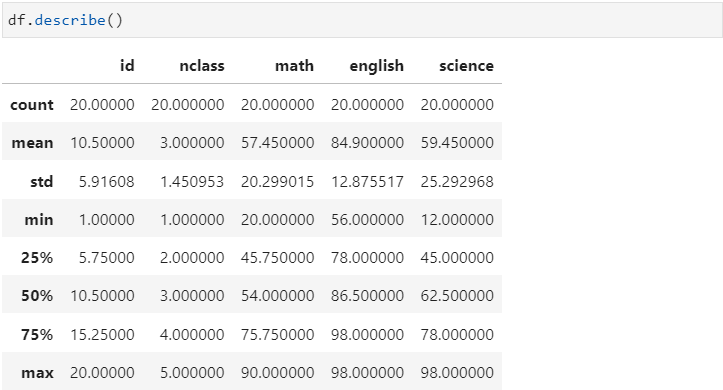 df.describe()
id nclass math english science
count 20.00000 20.000000 20.000000 20.000000 20.000000
mean 10.50000 3.000000 57.450000 84.900000 59.450000
std 5.91608 1.450953 20.299015 12.875517 25.292968
min 1.00000 1.000000 20.000000 56.000000 12.000000
25% 5.75000 2.000000 45.750000 78.000000 45.000000
50% 10.50000 3.000000 54.000000 86.500000 62.500000
75% 15.25000 4.000000 75.750000 98.000000 78.000000
max 20.00000 5.000000 90.000000 98.000000 98.000000